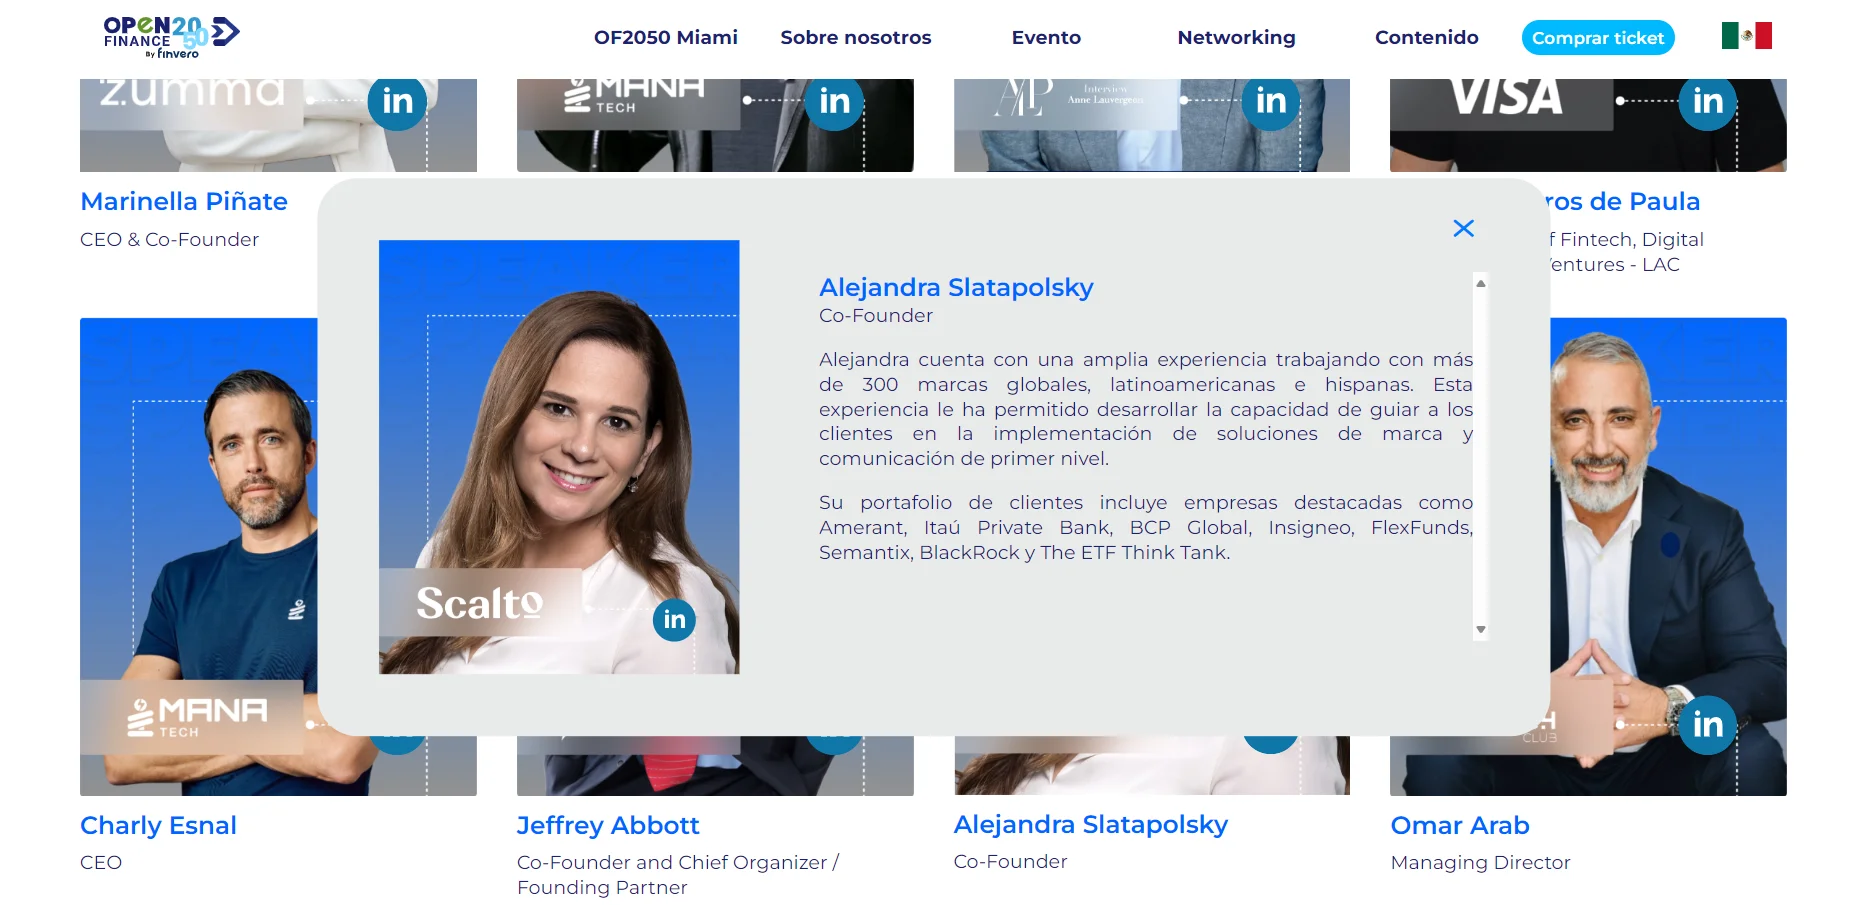 OPEN 2050
FINANCE
BY finvero
OF2050 Miami
Sobre nosotros
Evento
Networking
Contenido
Comprar ticket
zumma
in
MANA
TECH
in
Interview
Anne Lauvergeon
in
VISA
in
Marinella Piñate
CEO & Co-Founder
ros de Paula
f Fintech, Digital
Ventures - LAC
Alejandra Slatapolsky
Co-Founder
Alejandra cuenta con una amplia experiencia trabajando con más
de 300 marcas globales, latinoamericanas e hispanas. Esta
experiencia le ha permitido desarrollar la capacidad de guiar a los
clientes en la implementación de soluciones de marca y
comunicación de primer nivel.
Su portafolio de clientes incluye empresas destacadas como
Amerant, Itaú Private Bank, BCP Global, Insigneo, FlexFunds,
Semantix, BlackRock y The ETF Think Tank.
Scalto
in
MANA
TECH
CLUB
in
Charly Esnal
CEO
Jeffrey Abbott
Co-Founder and Chief Organizer /
Founding Partner
Alejandra Slatapolsky
Co-Founder
Omar Arab
Managing Director